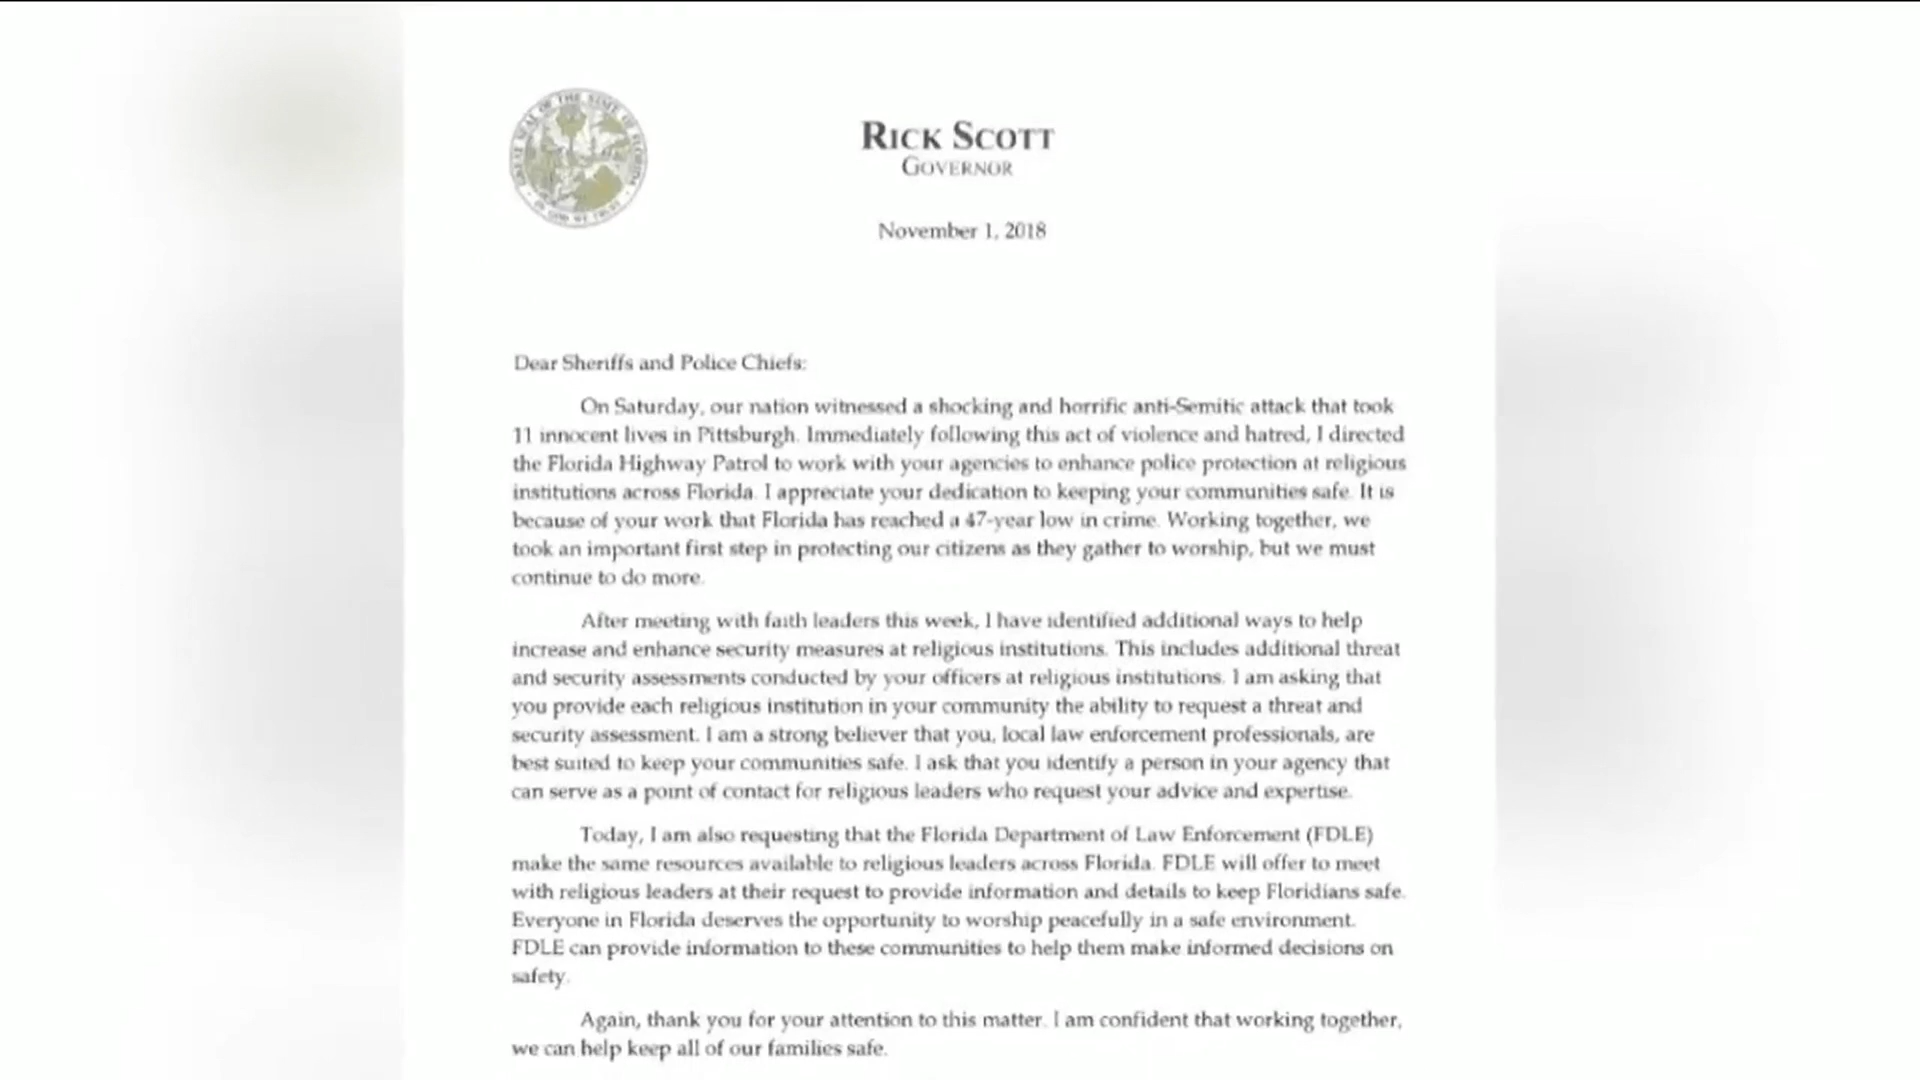 GREAT SEAL OF THE STATE OF FLORIDA
IN GOD WE TRUST
RICK SCOTT
GOVERNOR
November 1, 2018
Dear Sheriffs and Police Chiefs:
On Saturday, our nation witnessed a shocking and horrific anti-Semitic attack that took
11 innocent lives in Pittsburgh. Immediately following this act of violence and hatred, I directed
the Florida Highway Patrol to work with your agencies to enhance police protection at religious
institutions across Florida. I appreciate your dedication to keeping your communities safe. It is
because of your work that Florida has reached a 47-year low in crime. Working together, we
took an important first step in protecting our citizens as they gather to worship, but we must
continue to do more.
After meeting with faith leaders this week, I have identified additional ways to help
increase and enhance security measures at religious institutions. This includes additional threat
and security assessments conducted by your officers at religious institutions. I am asking that
you provide each religious institution in your community the ability to request a threat and
security assessment. I am a strong believer that you, local law enforcement professionals, are
best suited to keep your communities safe. I ask that you identify a person in your agency that
can serve as a point of contact for religious leaders who request your advice and expertise.
Today, I am also requesting that the Florida Department of Law Enforcement (FDLE)
make the same resources available to religious leaders across Florida. FDLE will offer to meet
with religious leaders at their request to provide information and details to keep Floridians safe.
Everyone in Florida deserves the opportunity to worship peacefully in a safe environment.
FDLE can provide information to these communities to help them make informed decisions on
safety.
Again, thank you for your attention to this matter. I am confident that working together,
we can help keep all of our families safe.